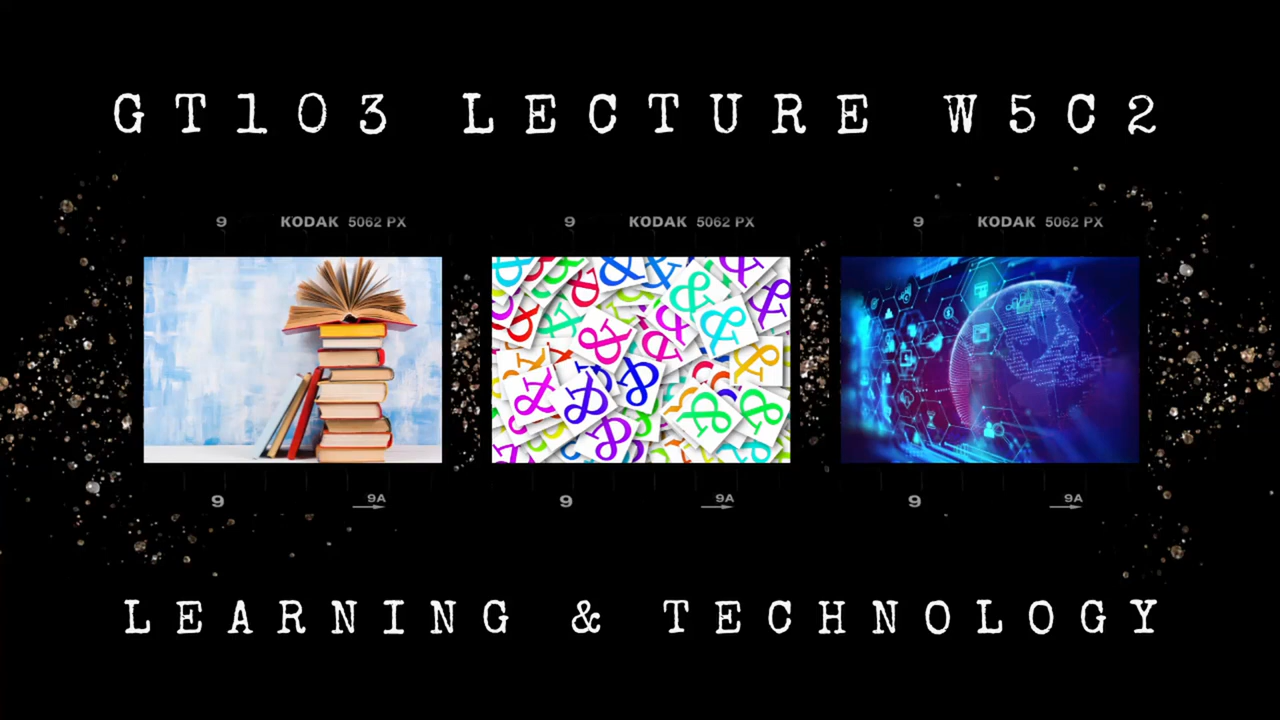 GT103 LECTURE W5C2
9 KODAK 5062 PX 9 KODAK 5062 PX 9 KODAK 5062 PX
9 9A 9 9A 9 9A
LEARNING & TECHNOLOGY